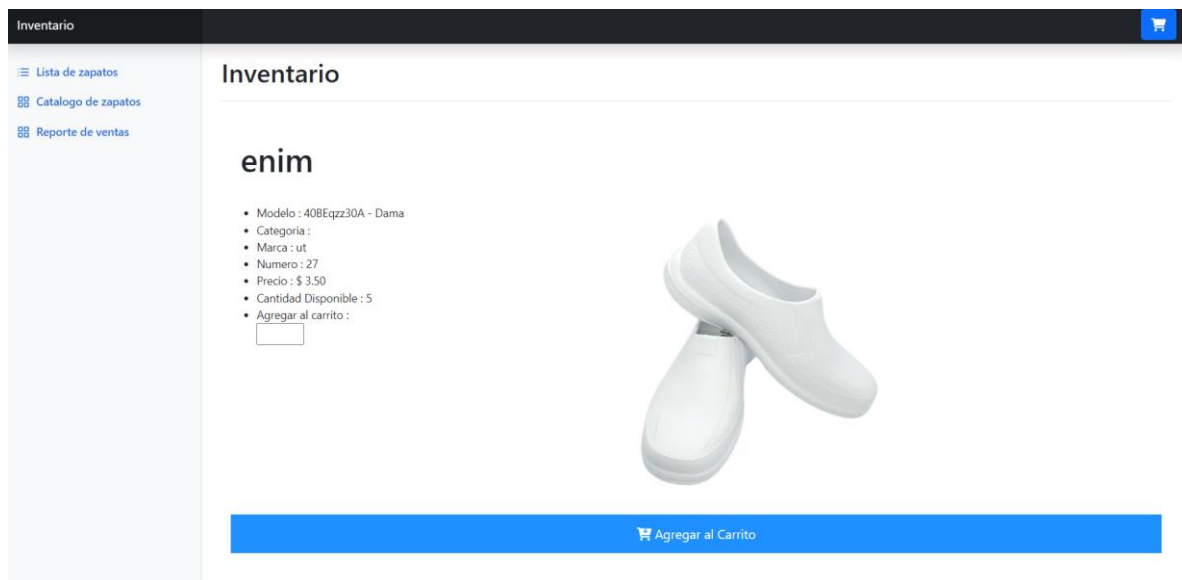 Inventario
Lista de zapatos
Catalogo de zapatos
Reporte de ventas
Inventario
enim
Modelo : 40BEqzz30A - Dama
Categoria :
Marca : ut
Numero : 27
Precio : $ 3.50
Cantidad Disponible : 5
Agregar al carrito :
Agregar al Carrito